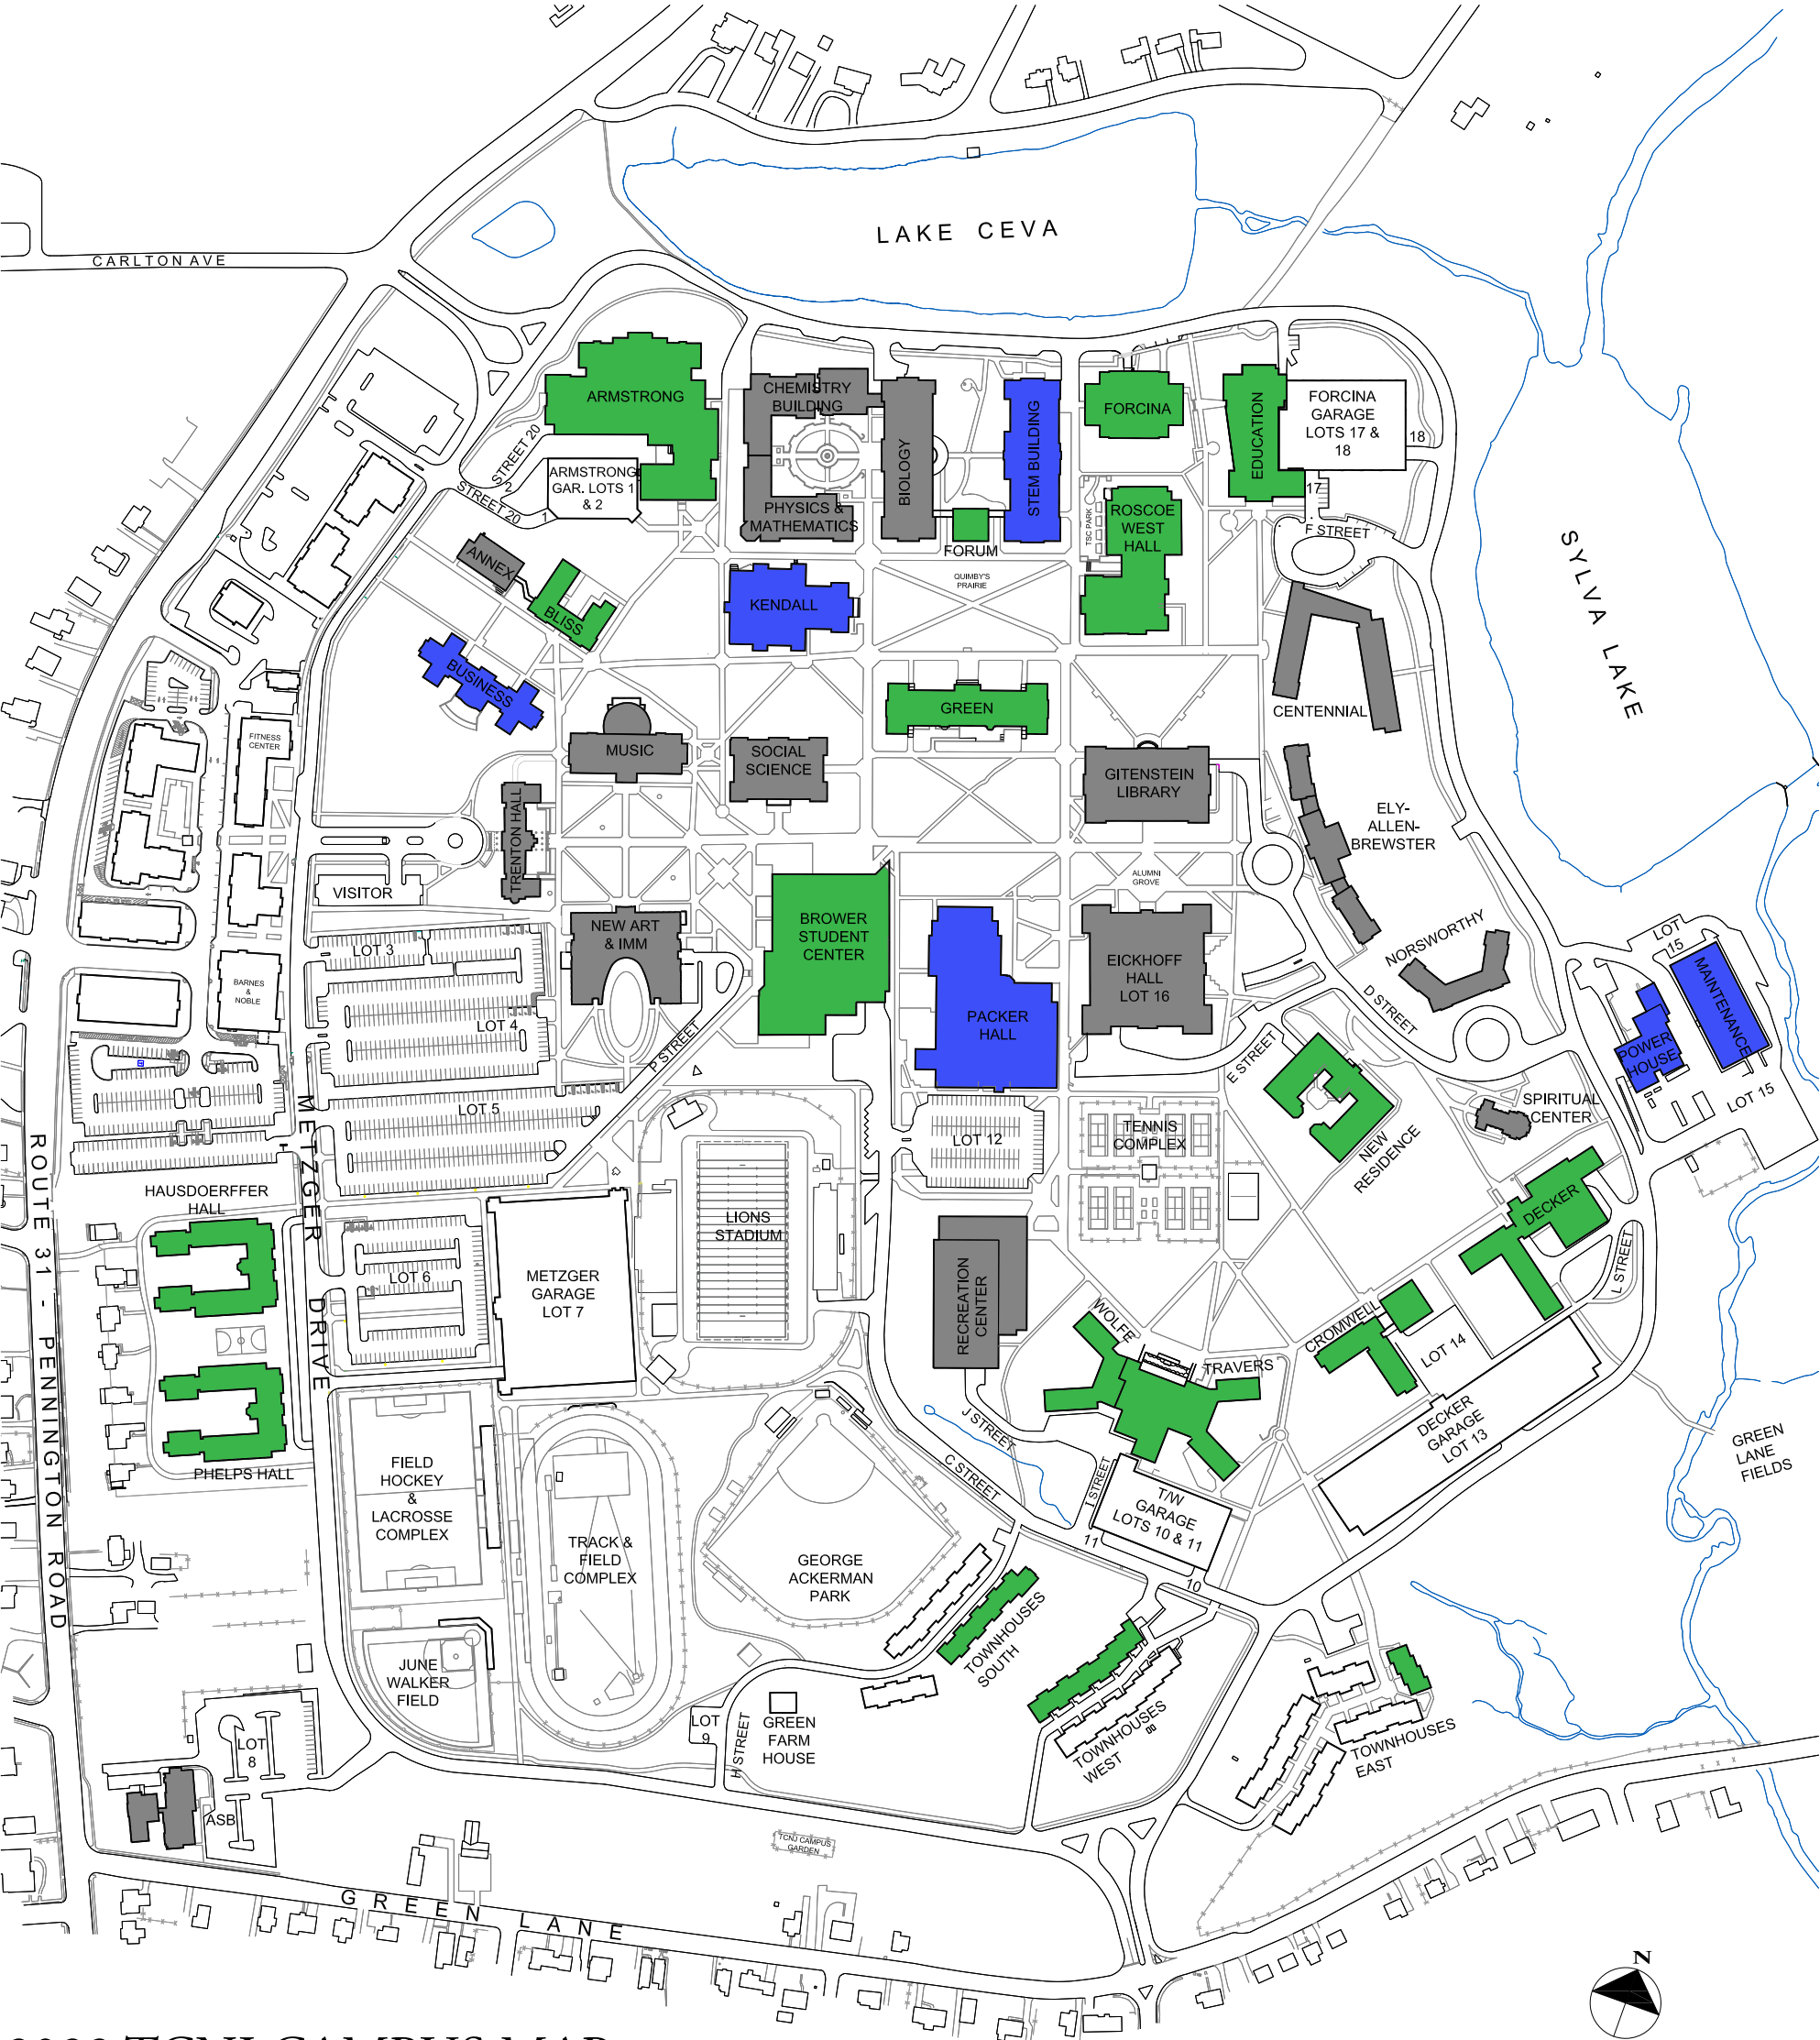 LAKE CEVA
CARLTON AVE
ARMSTRONG
CHEMISTRY
BUILDING
BIOLOGY
STEM BUILDING
FORCINA
EDUCATION
FORCINA
GARAGE
LOTS 17 &
18
18
17
STREET 20
2
STREET 20
1
ARMSTRONG
GAR. LOTS 1
& 2
PHYSICS &
MATHEMATICS
FORUM
TSC PARK
ROSCOE
WEST
HALL
F STREET
SYLVA LAKE
ANNEX
BLISS
KENDALL
QUIMBY'S
PRAIRIE
BUSINESS
GREEN
CENTENNIAL
FITNESS
CENTER
MUSIC
SOCIAL
SCIENCE
GITENSTEIN
LIBRARY
TRENTON HALL
ELY-
ALLEN-
BREWSTER
VISITOR
ALUMNI
GROVE
NEW ART
& IMM
BROWER
STUDENT
CENTER
LOT 3
NORSWORTHY
LOT
15
MAINTENANCE
BARNES
&
NOBLE
EICKHOFF
HALL
LOT 16
PACKER
HALL
LOT 4
D STREET
P STREET
E STREET
POWER
HOUSE
LOT 15
LOT 5
SPIRITUAL
CENTER
LOT 12
TENNIS
COMPLEX
NEW
RESIDENCE
METZGER DRIVE
ROUTE 31 - PENNINGTON ROAD
HAUSDOERFFER
HALL
LIONS
STADIUM
DECKER
L STREET
LOT 6
METZGER
GARAGE
LOT 7
RECREATION
CENTER
WOLFE
TRAVERS
CROMWELL
LOT 14
DECKER
GARAGE
LOT 13
GREEN
LANE
FIELDS
J STREET
C STREET
I STREET
T/W
GARAGE
LOTS 10 & 11
11
10
PHELPS HALL
FIELD
HOCKEY
&
LACROSSE
COMPLEX
TRACK &
FIELD
COMPLEX
GEORGE
ACKERMAN
PARK
TOWNHOUSES
SOUTH
JUNE
WALKER
FIELD
LOT
9
H STREET
GREEN
FARM
HOUSE
TOWNHOUSES
WEST
TOWNHOUSES
EAST
LOT
8
ASB
TCNJ CAMPUS
GARDEN
GREEN LANE
N
TCNJ CAMPUS MAP